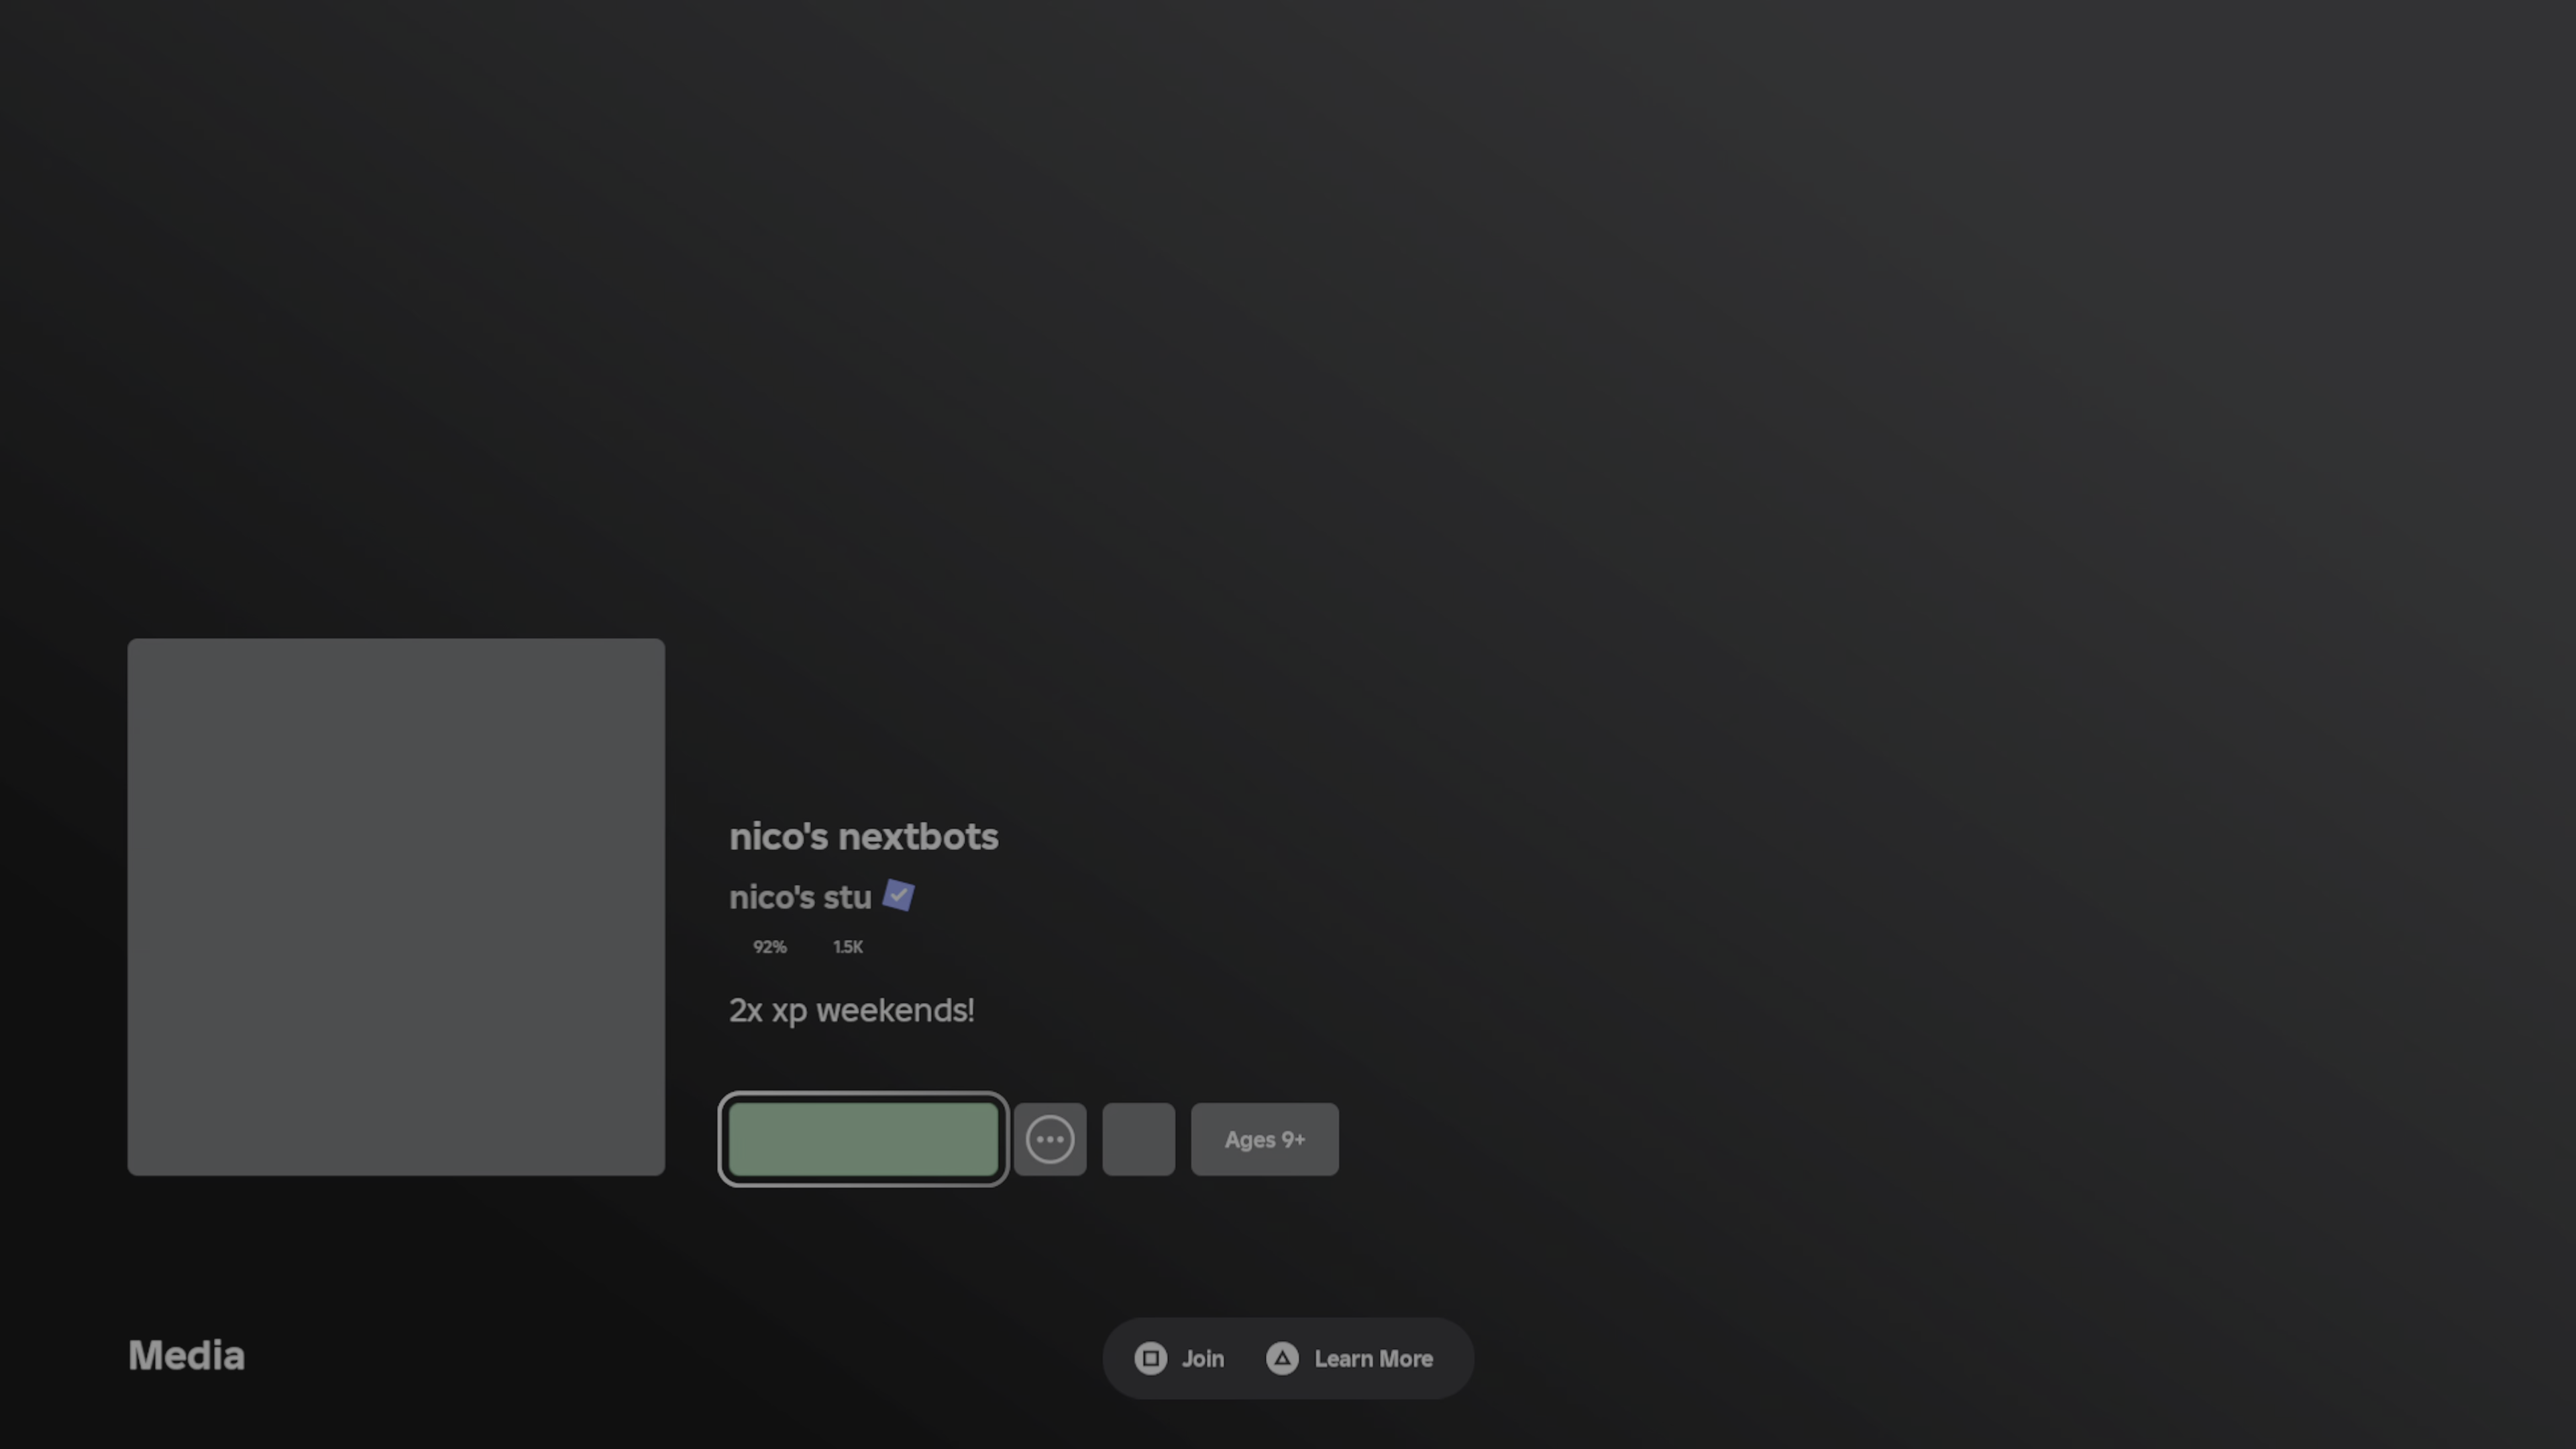 nico's nextbots
nico's stu
92% 1.5K
2x xp weekends!
Ages 9+
Media
Join
Learn More